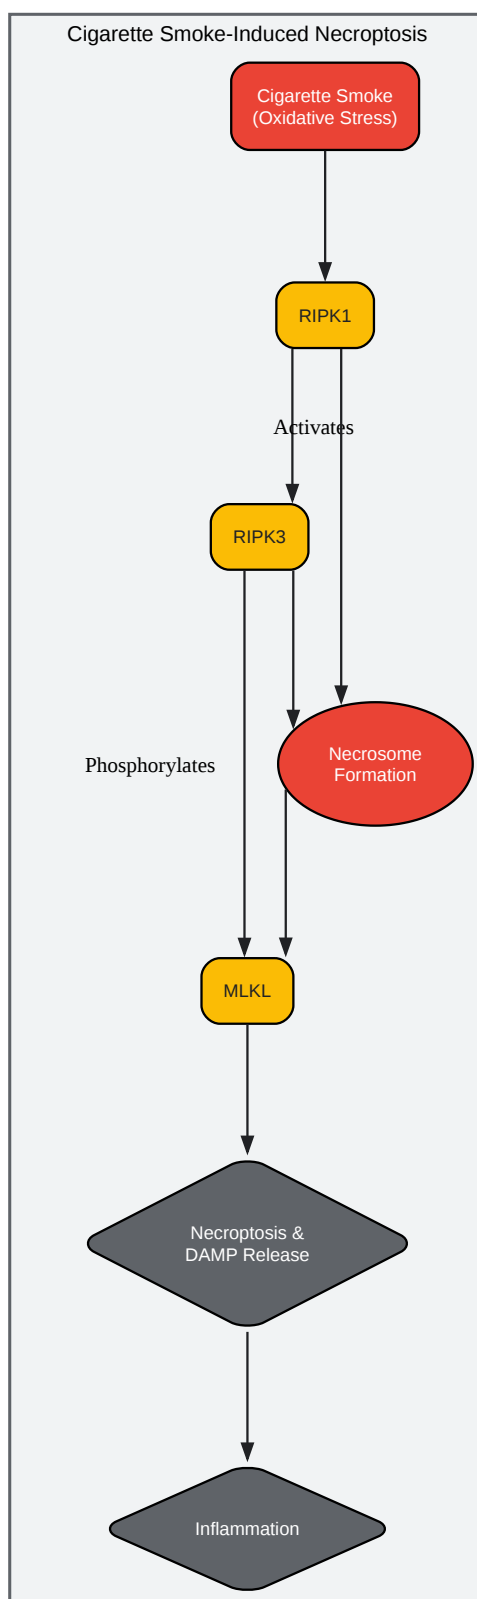 Cigarette Smoke-Induced Necroptosis
Cigarette Smoke
(Oxidative Stress)
RIPK1
Activates
RIPK3
Necrosome
Formation
Phosphorylates
MLKL
Necroptosis &
DAMP Release
Inflammation